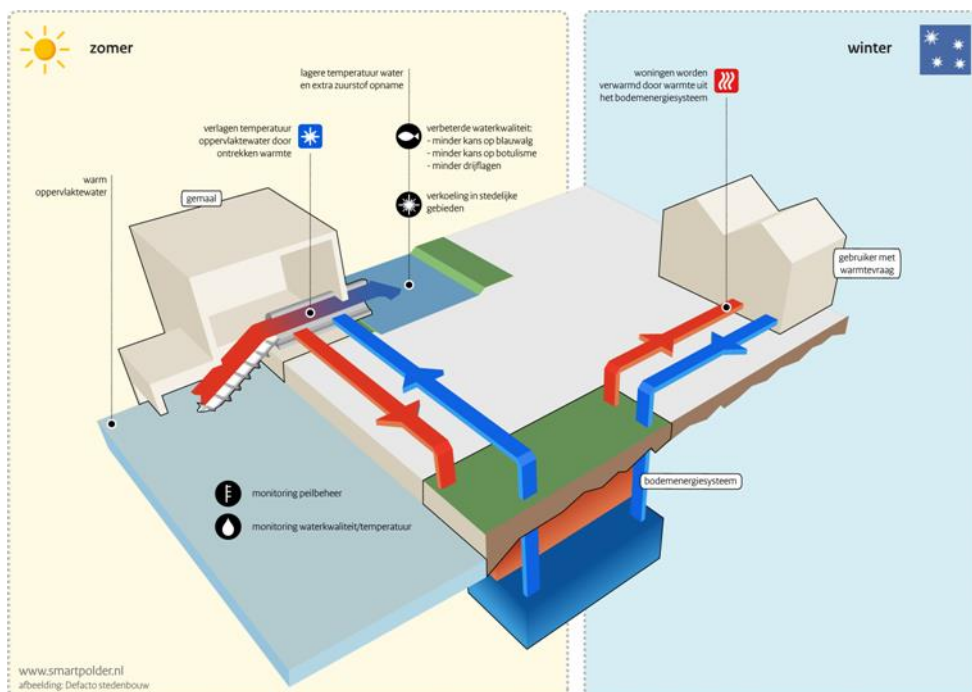 zomer
winter
lagere temperatuur water
en extra zuurstof opname
woningen worden
verwarmd door warmte uit
het bodemenergiesysteem
verlagen temperatuur
oppervlaktewater door
ontrekken warmte
verbeterde waterkwaliteit:
- minder kans op blauwalg
- minder kans op botulisme
- minder drijflagen
warm
oppervlaktewater
gemaal
verkoeling in stedelijke
gebieden
gebruiker met
warmtevraag
bodemenergiesysteem
monitoring peilbeheer
monitoring waterkwaliteit/temperatuur
www.smartpolder.nl
afbeelding: Defacto stedenbouw